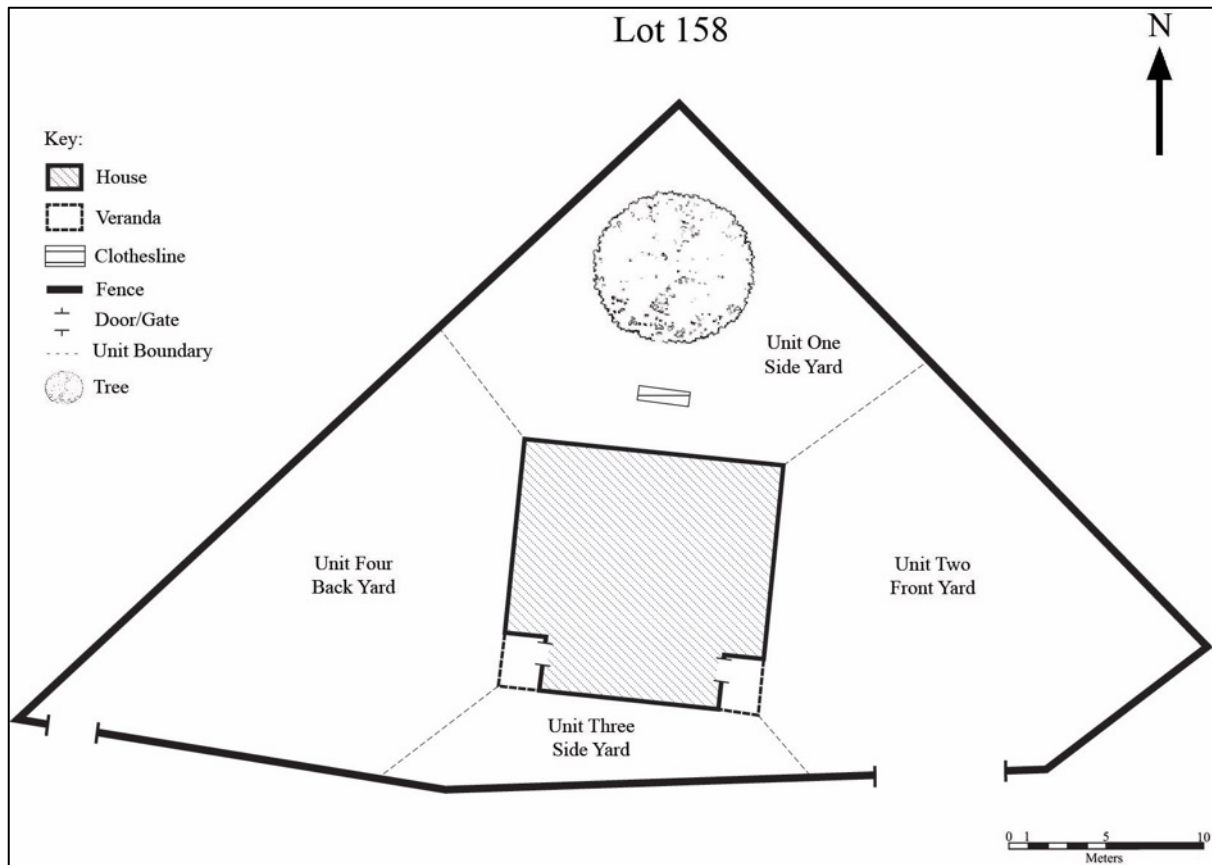 Lot 158
N
Key:
House
Veranda
Clothesline
Fence
Door/Gate
Unit Boundary
Tree
Unit One
Side Yard
Unit Four
Back Yard
Unit Two
Front Yard
Unit Three
Side Yard
0 1 5 10
Meters